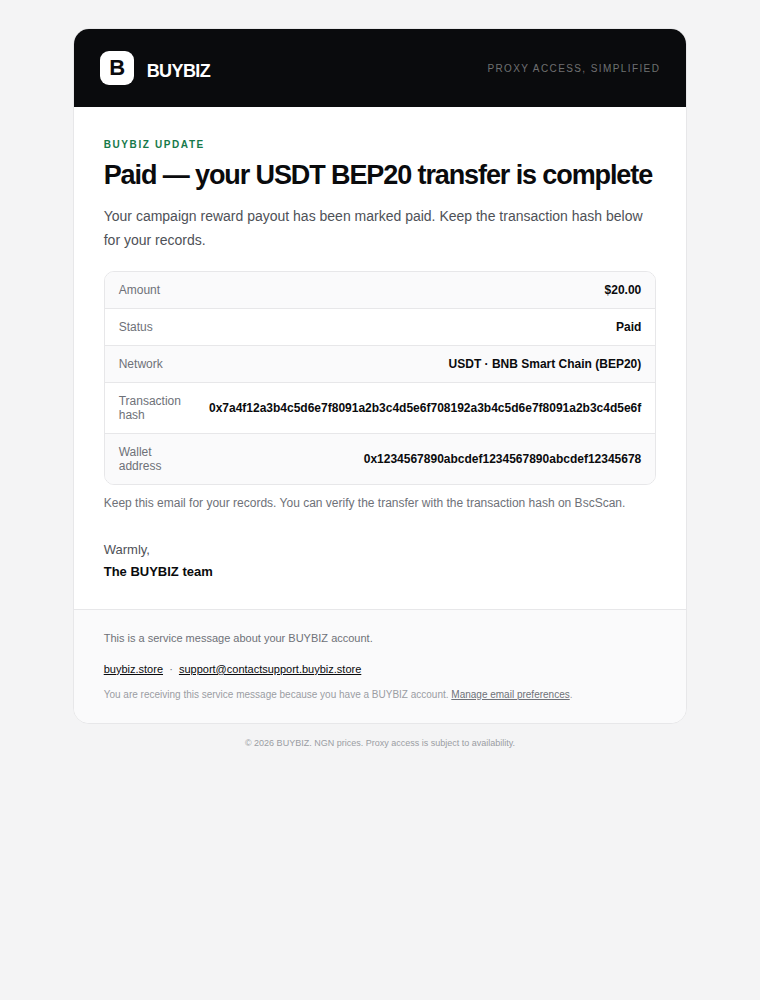 B BUYBIZ PROXY ACCESS, SIMPLIFIED
BUYBIZ UPDATE
Paid — your USDT BEP20 transfer is complete
Your campaign reward payout has been marked paid. Keep the transaction hash below
for your records.
Amount $20.00
Status Paid
Network USDT · BNB Smart Chain (BEP20)
Transaction
hash 0x7a4f12a3b4c5d6e7f8091a2b3c4d5e6f708192a3b4c5d6e7f8091a2b3c4d5e6f
Wallet
address 0x1234567890abcdef1234567890abcdef12345678
Keep this email for your records. You can verify the transfer with the transaction hash on BscScan.
Warmly,
The BUYBIZ team
This is a service message about your BUYBIZ account.
buybiz.store · support@contactsupport.buybiz.store
You are receiving this service message because you have a BUYBIZ account. Manage email preferences.
© 2026 BUYBIZ. NGN prices. Proxy access is subject to availability.